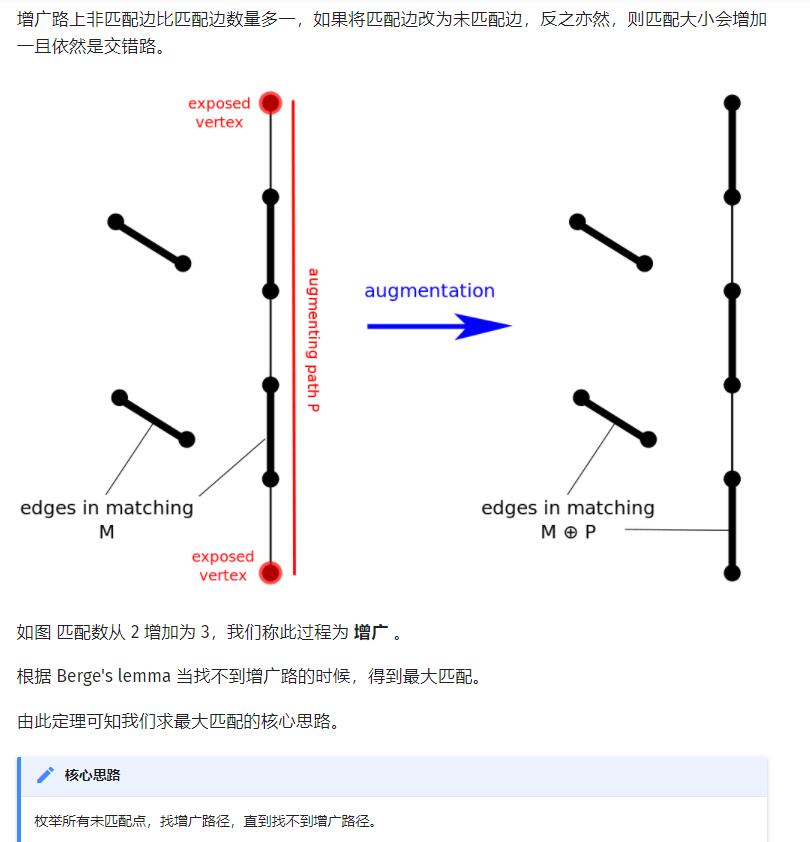 增广路上非匹配边比匹配边数量多一，如果将匹配边改为未匹配边，反之亦然，则匹配大小会增加
一且依然是交错路。
exposed
vertex
augmenting path P
edges in matching
M
exposed
vertex
augmentation
edges in matching
M ⊕ P
如图 匹配数从 2 增加为 3，我们称此过程为 增广 。
根据 Berge's lemma 当找不到增广路的时候，得到最大匹配。
由此定理可知我们求最大匹配的核心思路。
核心思路
枚举所有未匹配点，找增广路径，直到找不到增广路径。